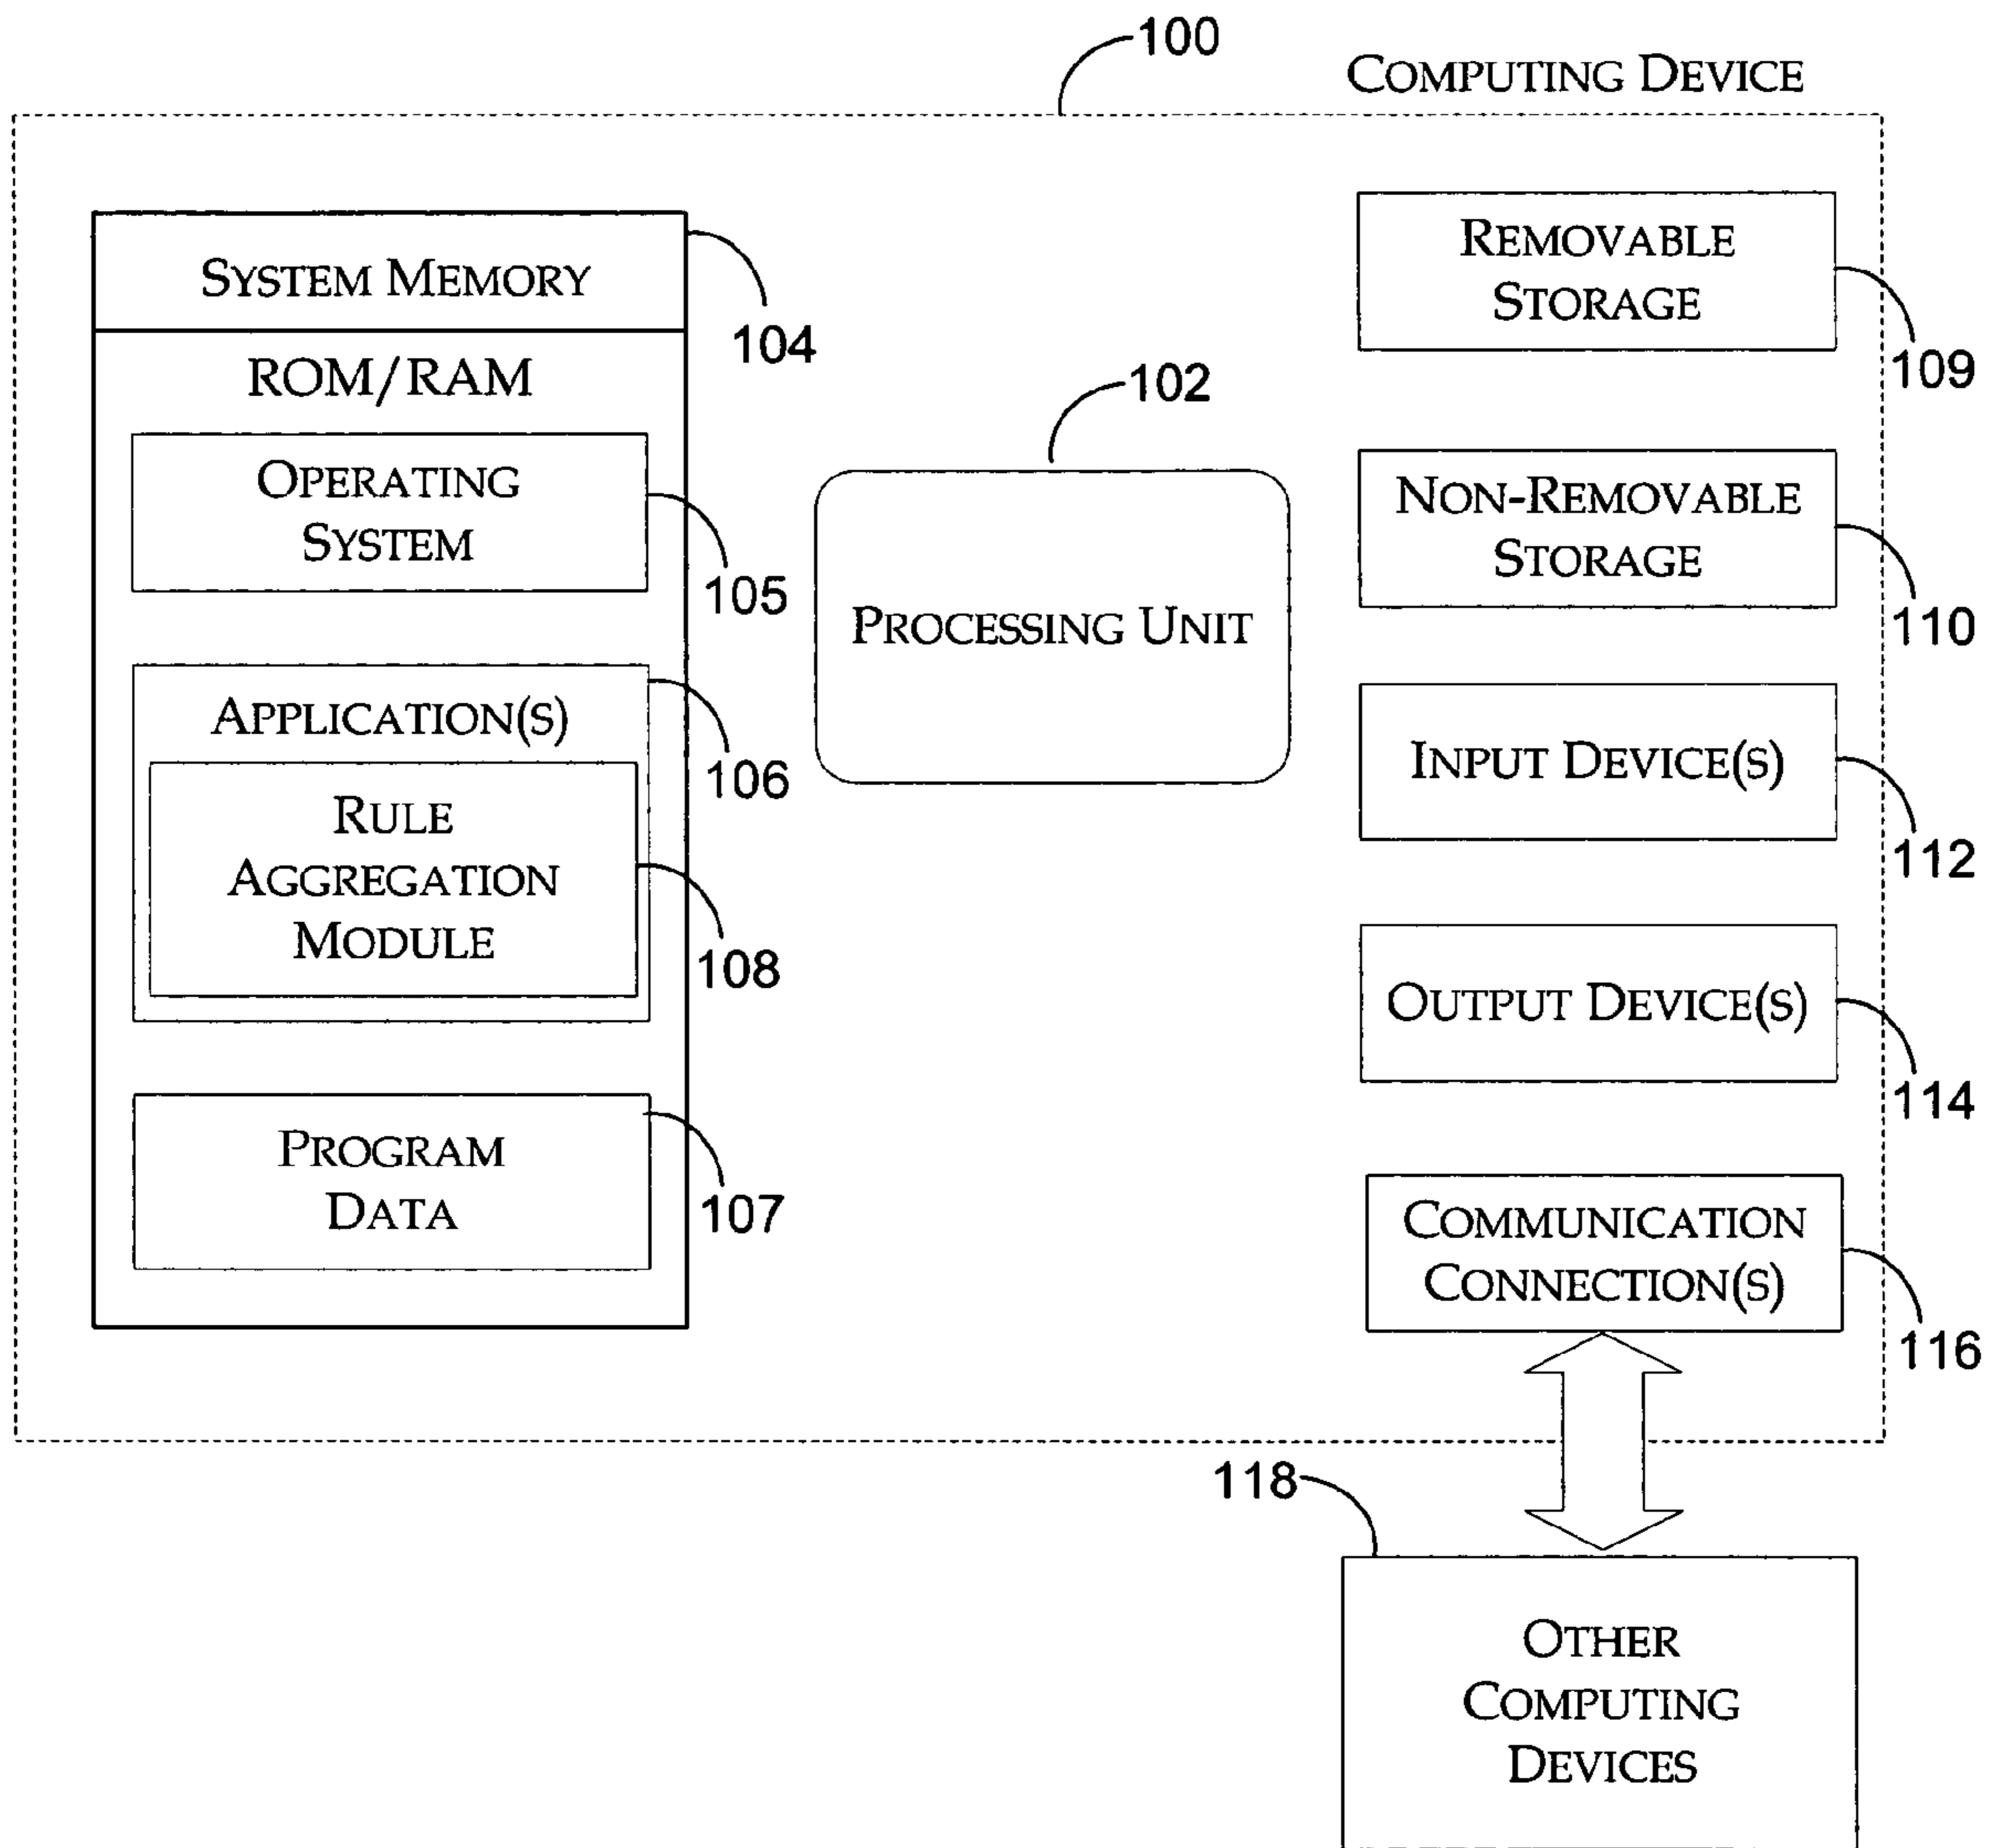 100
COMPUTING DEVICE
SYSTEM MEMORY
104
ROM/RAM
OPERATING
SYSTEM
105
APPLICATION(S)
106
RULE
AGGREGATION
MODULE
108
PROGRAM
DATA
107
102
PROCESSING UNIT
REMOVABLE
STORAGE
109
NON-REMOVABLE
STORAGE
110
INPUT DEVICE(S)
112
OUTPUT DEVICE(S)
114
COMMUNICATION
CONNECTION(S)
116
118
OTHER
COMPUTING
DEVICES